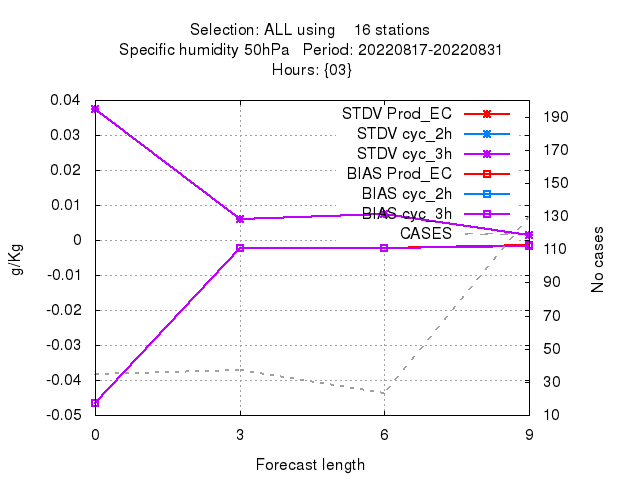 Selection: ALL using 16 stations
Specific humidity 50hPa Period: 20220817-20220831
Hours: {03}
0.04
0.03
0.02
0.01
0
-0.01
-0.02
-0.03
-0.04
-0.05
g/Kg
STDV Prod_EC
STDV cyc_2h
STDV cyc_3h
BIAS Prod_EC
BIAS cyc_2h
BIAS cyc_3h
CASES
190
170
150
130
110
90
70
50
30
10
No cases
0 3 6 9
Forecast length